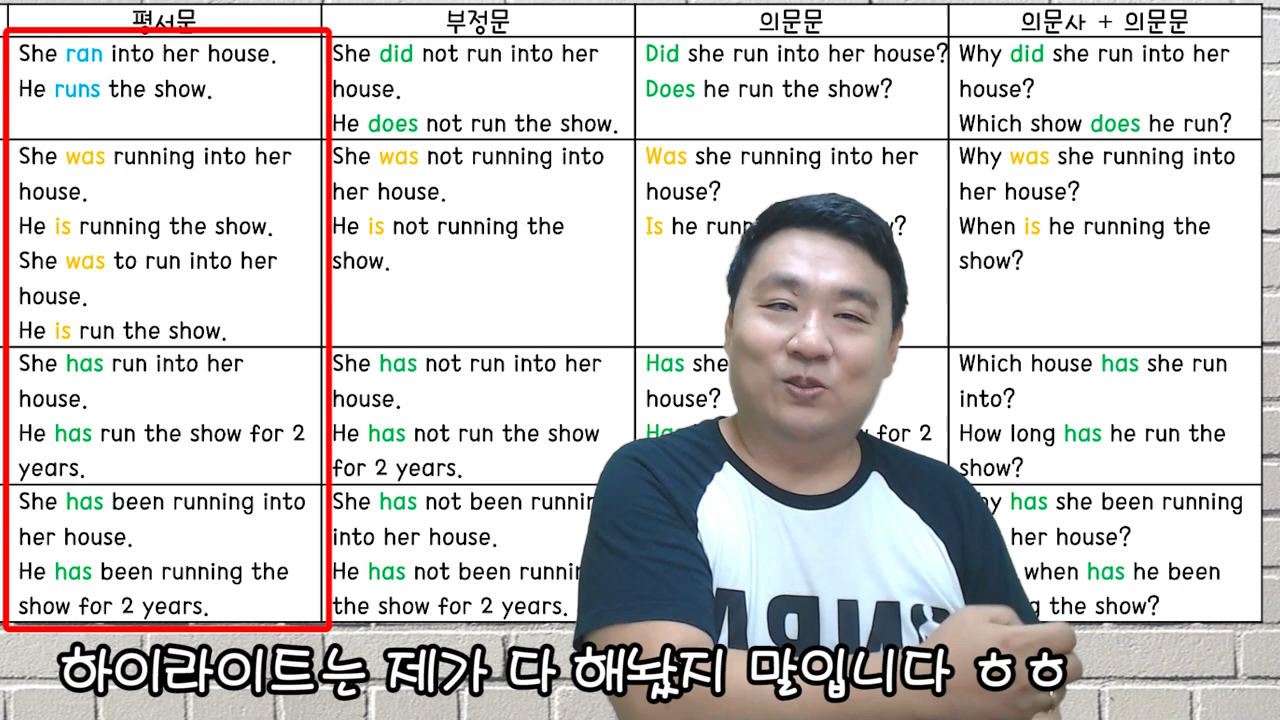 평서문
부정문
의문문
의문사 + 의문문
She ran into her house.
He runs the show.
She did not run into her
house.
He does not run the show.
Did she run into her house?
Does he run the show?
Why did she run into her
house?
Which show does he run?
She was running into her
house.
He is running the show.
She was to run into her
house.
He is run the show.
She was not running into
her house.
He is not running the
show.
Was she running into her
house?
Is he
Why was she running into
her house?
When is he running the
show?
She has run into her
house.
He has run the show for 2
years.
She has not run into her
house.
He has not run the show
for 2 years.
Has she
house?
for 2
Which house has she run
into?
How long has he run the
show?
She has been running into
her house.
He has been running the
show for 2 years.
She has not been
into her house.
He has not been
the show for 2 years.
has she been running
her house?
when has he been
the show?
하이라이트는 제가 다 해놨지 말입니다 ㅎㅎ